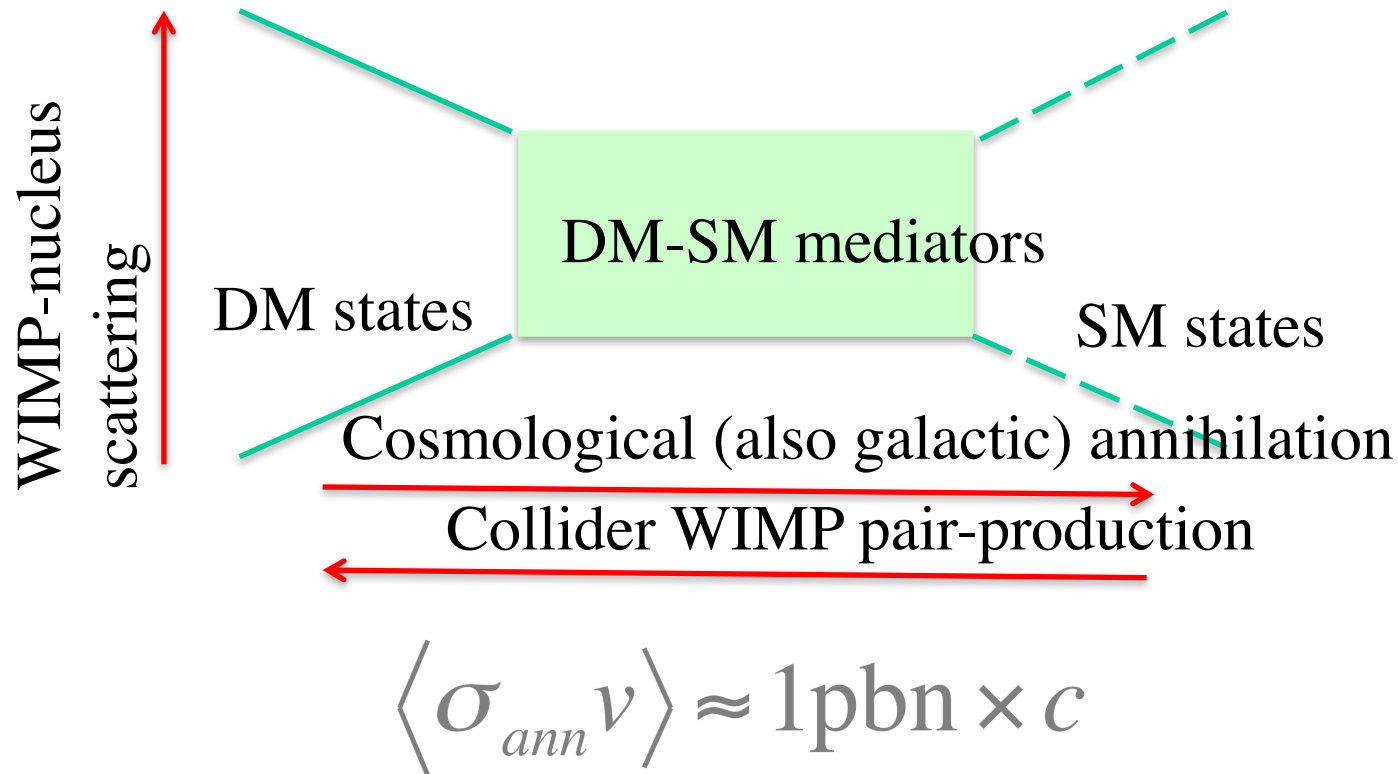 WIMP-nucleus
scattering
DM-SM mediators
DM states
SM states
Cosmological (also galactic) annihilation
Collider WIMP pair-production
⟨σ_ann v⟩ ≈ 1pbn × c